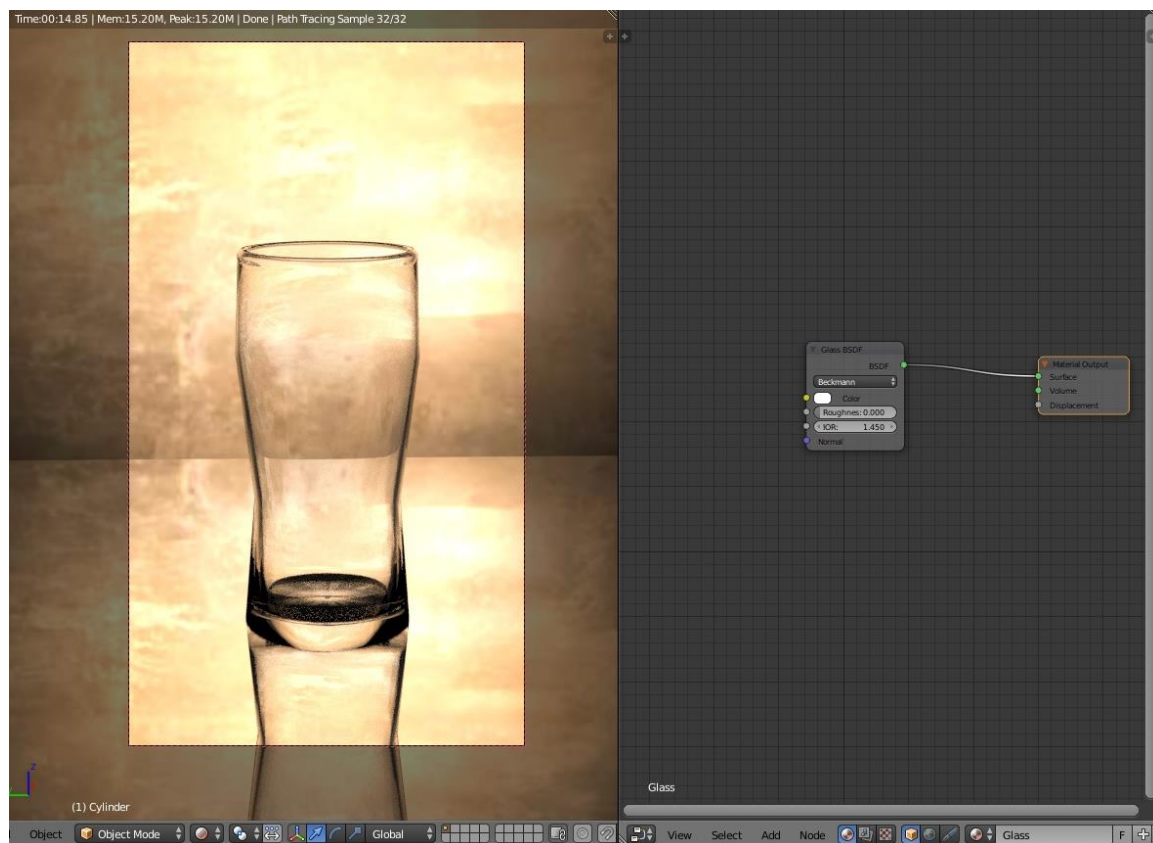 Time:00:14.85 | Mem:15.20M, Peak:15.20M | Done | Path Tracing Sample 32/32
Glass BSDF
BSDF
Beckmann
Color
Roughnes: 0.000
IOR: 1.450
Normal
Material Output
Surface
Volume
Displacement
Z
(1) Cylinder
Glass
Object Object Mode Global
View Select Add Node Glass F